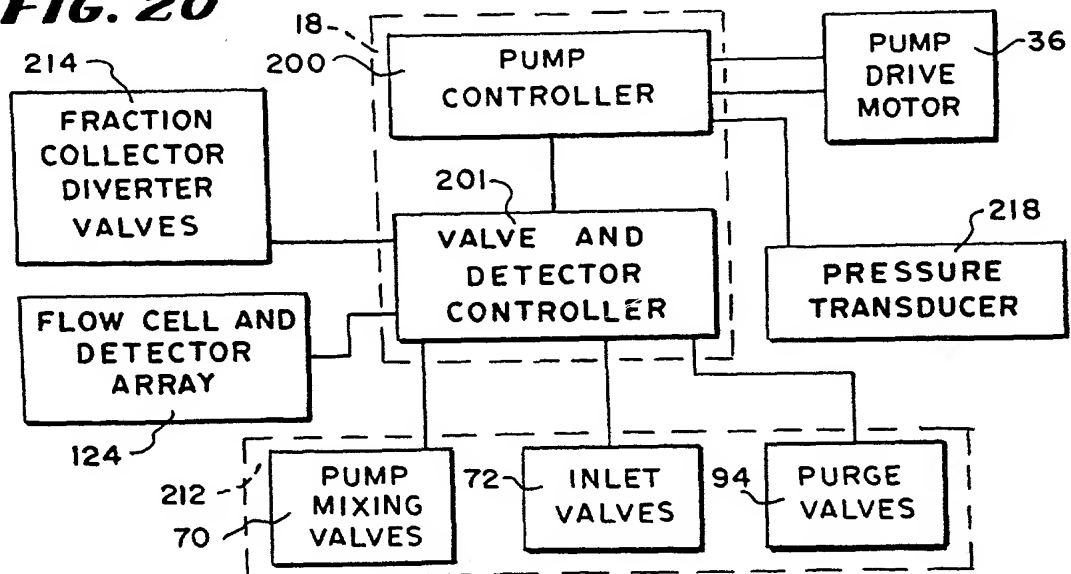 FIG. 20
18
200
PUMP
CONTROLLER
PUMP
DRIVE
MOTOR
36
214
FRACTION
COLLECTOR
DIVERTER
VALVES
201
VALVE AND
DETECTOR
CONTROLLER
218
PRESSURE
TRANSDUCER
FLOW CELL AND
DETECTOR
ARRAY
124
212
70
PUMP
MIXING
VALVES
72
INLET
VALVES
94
PURGE
VALVES